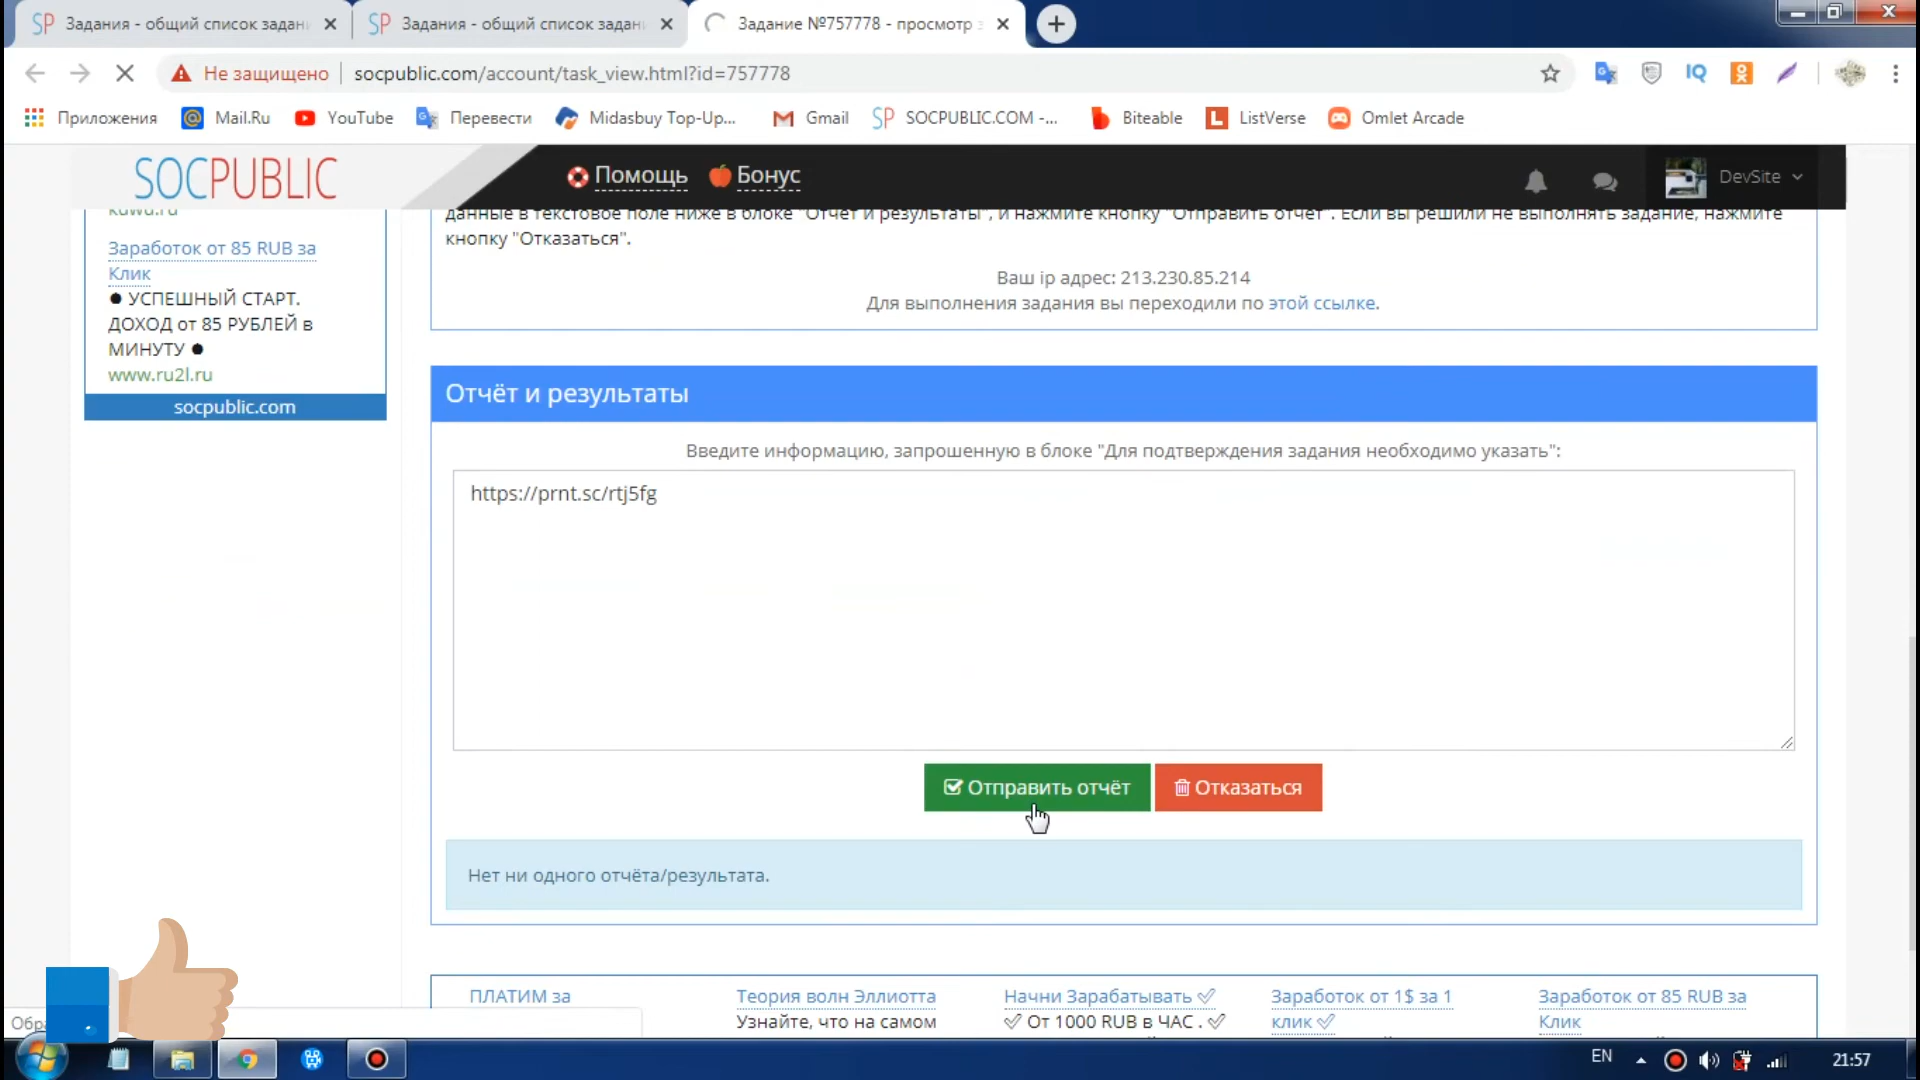 Задания - общий список задани
Задания - общий список задани
Задание №757778 - просмотр з
Не защищено
socpublic.com/account/task_view.html?id=757778
Приложения
Mail.Ru
YouTube
Перевести
Midasbuy Top-Up...
Gmail
SOCPUBLIC.COM -...
Biteable
ListVerse
Omlet Arcade
SOCPUBLIC
Помощь
Бонус
DevSite
данные в текстовое поле ниже в блоке "Отчёт и результаты", и нажмите кнопку "Отправить отчёт". Если вы решили не выполнять задание, нажмите
кнопку "Отказаться".
Заработок от 85 RUB за
Клик
● УСПЕШНЫЙ СТАРТ.
ДОХОД от 85 РУБЛЕЙ в
МИНУТУ ●
www.ru2l.ru
socpublic.com
Ваш ip адрес: 213.230.85.214
Для выполнения задания вы переходили по этой ссылке.
Отчёт и результаты
Введите информацию, запрошенную в блоке "Для подтверждения задания необходимо указать":
https://prnt.sc/rtj5fg
Отправить отчёт
Отказаться
Нет ни одного отчёта/результата.
ПЛАТИМ за
Теория волн Эллиотта
Узнайте, что на самом
Начни Зарабатывать ✅
✅ От 1000 RUB в ЧАС . ✅
Заработок от 1$ за 1
клик ✅
Заработок от 85 RUB за
Клик
EN
21:57